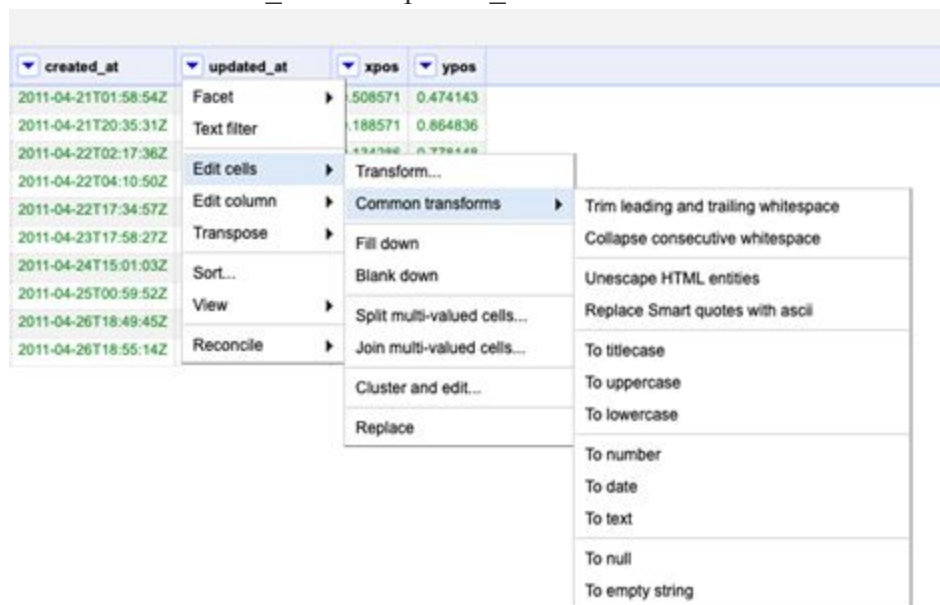 created_at updated_at xpos ypos
2011-04-21T01:58:54Z .508571 0.474143
2011-04-21T20:35:31Z .188571 0.864836
2011-04-22T02:17:36Z
2011-04-22T04:10:50Z
2011-04-22T17:34:57Z
2011-04-23T17:58:27Z
2011-04-24T15:01:03Z
2011-04-25T00:59:52Z
2011-04-26T18:49:45Z
2011-04-26T18:55:14Z
Facet
Text filter
Edit cells
Edit column
Transpose
Sort...
View
Reconcile
Transform...
Common transforms
Fill down
Blank down
Split multi-valued cells...
Join multi-valued cells...
Cluster and edit...
Replace
Trim leading and trailing whitespace
Collapse consecutive whitespace
Unescape HTML entities
Replace Smart quotes with ascii
To titlecase
To uppercase
To lowercase
To number
To date
To text
To null
To empty string